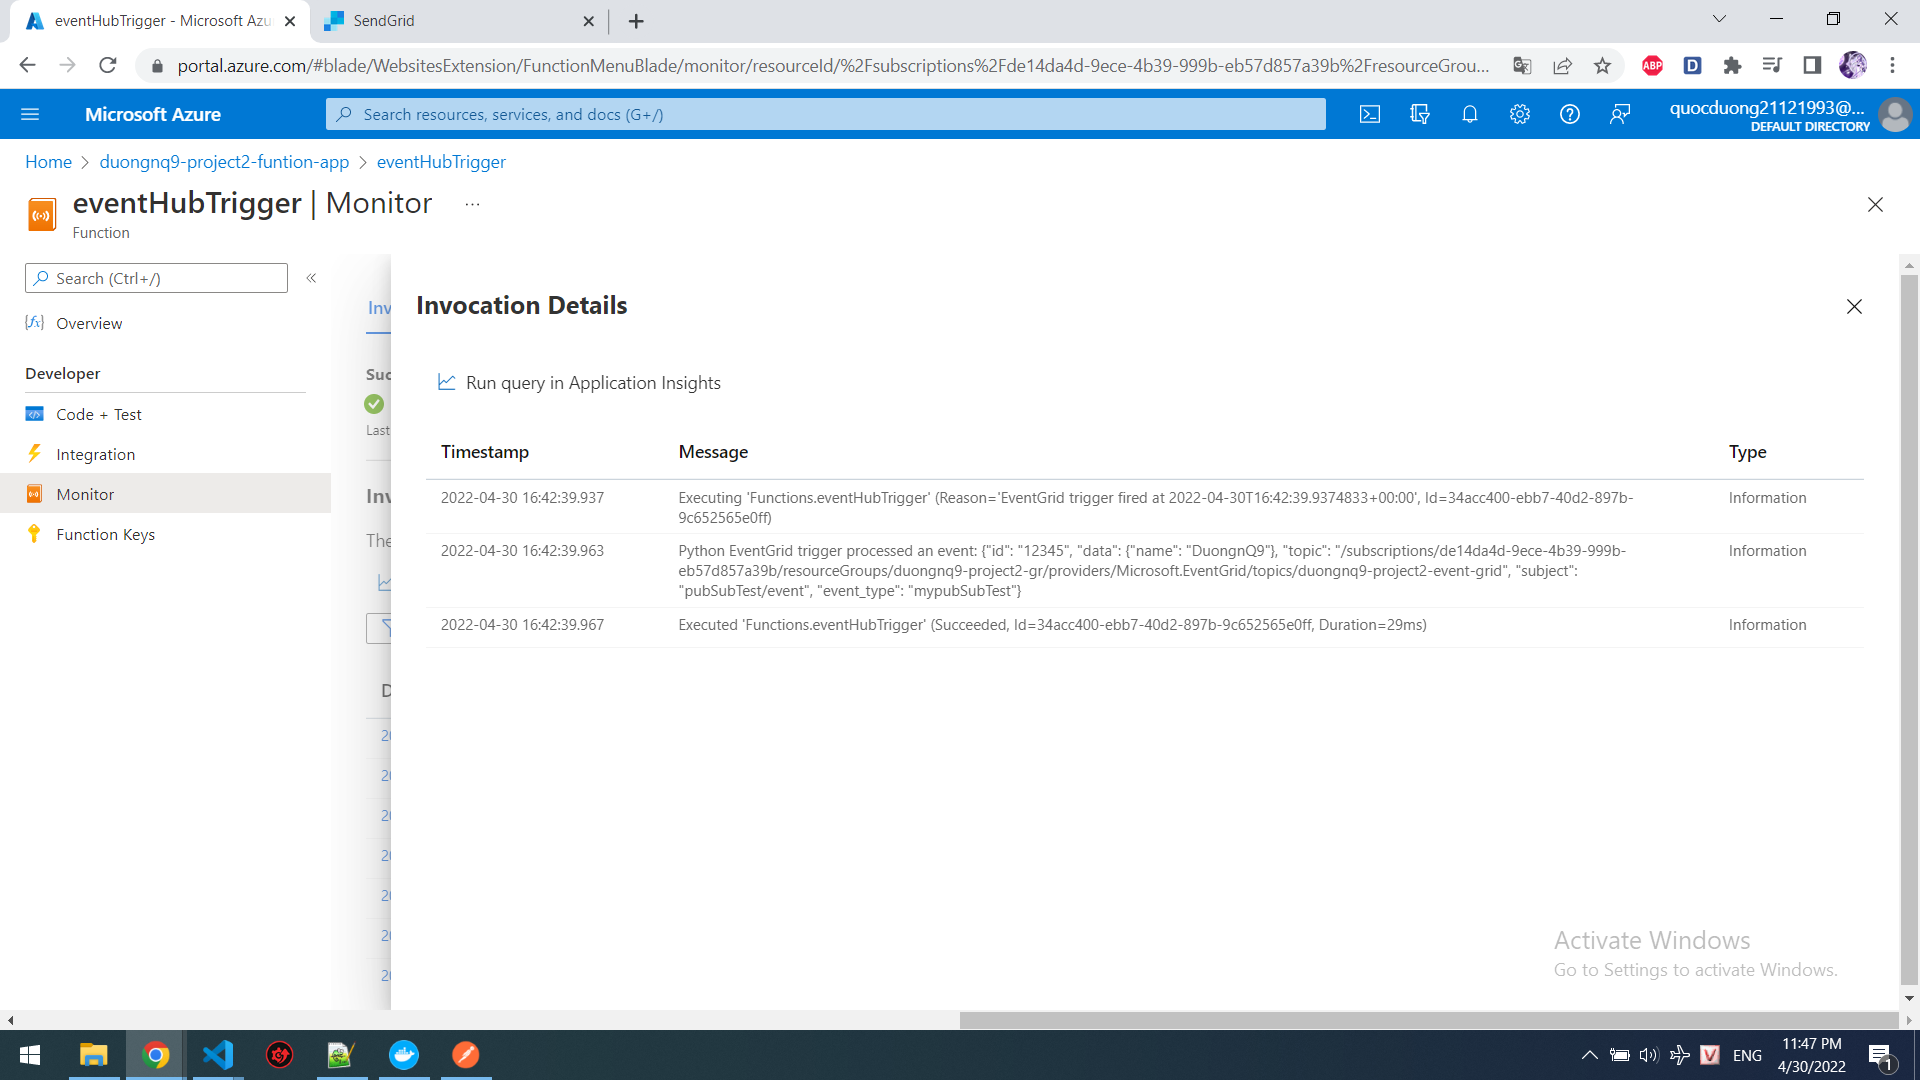 eventHubTrigger - Microsoft Azu
SendGrid
portal.azure.com/#blade/WebsitesExtension/FunctionMenuBlade/monitor/resourceId/%2Fsubscriptions%2Fde14da4d-9ece-4b39-999b-eb57d857a39b%2FresourceGrou...
ABP
D
Microsoft Azure
Search resources, services, and docs (G+/)
quocduong21121993@...
DEFAULT DIRECTORY
Home > duongnq9-project2-funtion-app > eventHubTrigger
eventHubTrigger | Monitor ...
Function
Search (Ctrl+/)
«
Overview
Developer
Code + Test
Integration
Monitor
Function Keys
Inv
Suc
Last
Inv
The
D
20
20
20
20
20
20
20
Invocation Details
Run query in Application Insights
Timestamp Message Type
2022-04-30 16:42:39.937 Executing 'Functions.eventHubTrigger' (Reason='EventGrid trigger fired at 2022-04-30T16:42:39.9374833+00:00', Id=34acc400-ebb7-40d2-897b- Information
9c652565e0ff)
2022-04-30 16:42:39.963 Python EventGrid trigger processed an event: {"id": "12345", "data": {"name": "DuongnQ9"}, "topic": "/subscriptions/de14da4d-9ece-4b39-999b- Information
eb57d857a39b/resourceGroups/duongnq9-project2-gr/providers/Microsoft.EventGrid/topics/duongnq9-project2-event-grid", "subject":
"pubSubTest/event", "event_type": "mypubSubTest"}
2022-04-30 16:42:39.967 Executed 'Functions.eventHubTrigger' (Succeeded, Id=34acc400-ebb7-40d2-897b-9c652565e0ff, Duration=29ms) Information
Activate Windows
Go to Settings to activate Windows.
V
ENG
11:47 PM
4/30/2022
1